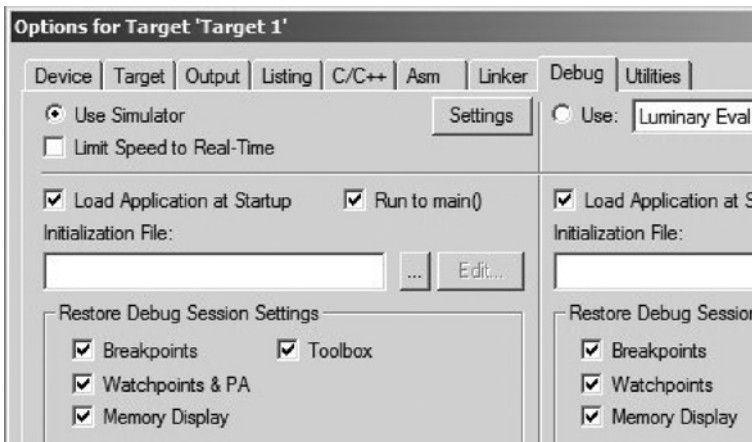 Options for Target 'Target 1'
Device Target Output Listing C/C++ Asm Linker Debug Utilities
Use Simulator Settings Use: Luminary Eval
Limit Speed to Real-Time
Load Application at Startup Run to main() Load Application at S
Initialization File: Initialization File:
... Edit...
Restore Debug Session Settings Restore Debug Session
Breakpoints Toolbox Breakpoints
Watchpoints & PA Watchpoints
Memory Display Memory Display